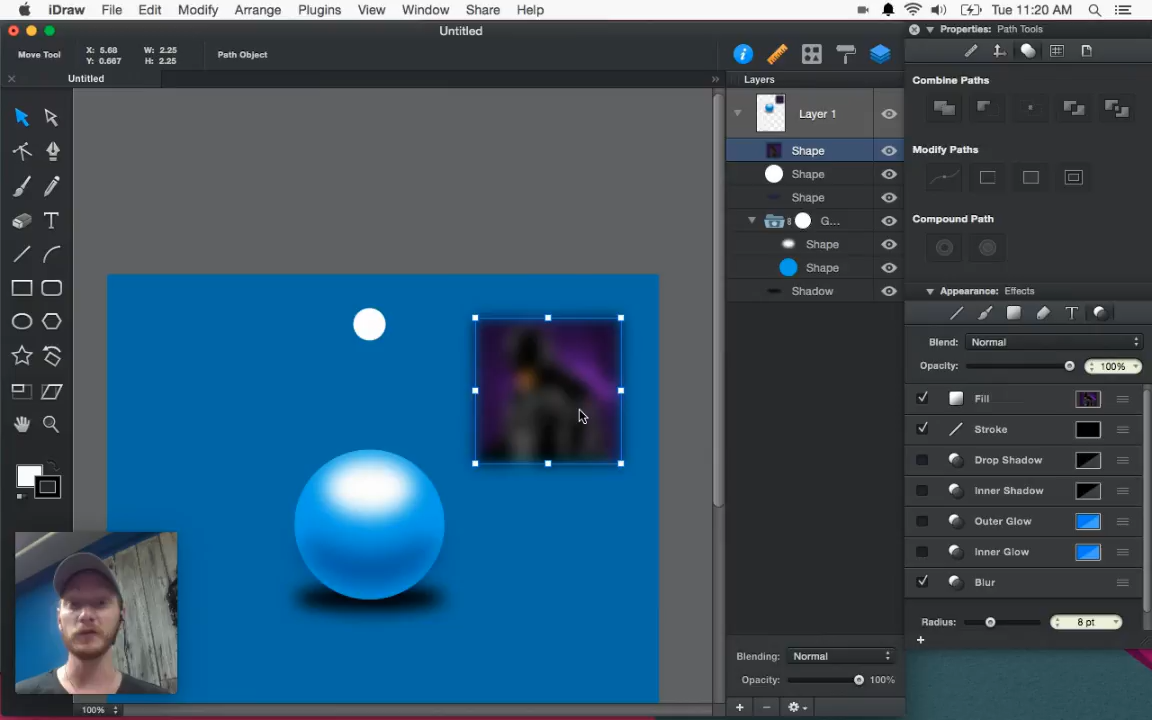 iDraw File Edit Modify Arrange Plugins View Window Share Help Tue 11:20 AM
Untitled
Move Tool
X: 5.68 W: 2.25
Y: 0.667 H: 2.25
Path Object
Untitled
Layers
Layer 1
Shape
Shape
Shape
G...
Shape
Shape
Shadow
Blending: Normal
Opacity: 100%
100%
Properties: Path Tools
Combine Paths
Modify Paths
Compound Path
Appearance: Effects
Blend: Normal
Opacity: 100%
Fill
Stroke
Drop Shadow
Inner Shadow
Outer Glow
Inner Glow
Blur
Radius: 8 pt